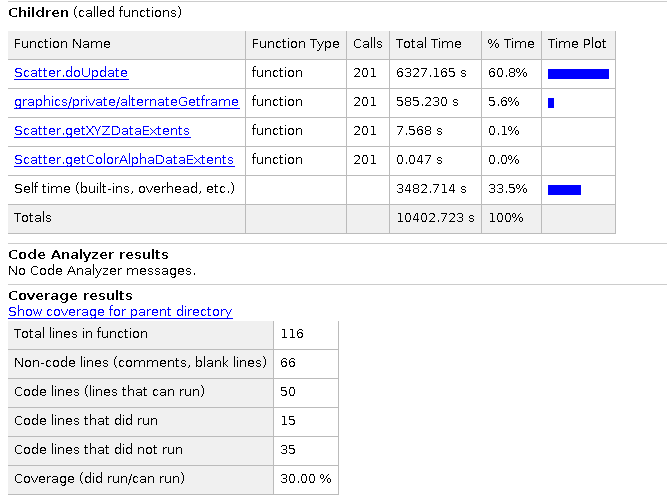 Children (called functions)
Function Name Function Type Calls Total Time % Time Time Plot
Scatter.doUpdate function 201 6327.165 s 60.8%
graphics/private/alternateGetframe function 201 585.230 s 5.6%
Scatter.getXYZDataExtents function 201 7.568 s 0.1%
Scatter.getColorAlphaDataExtents function 201 0.047 s 0.0%
Self time (built-ins, overhead, etc.) 3482.714 s 33.5%
Totals 10402.723 s 100%
Code Analyzer results
No Code Analyzer messages.
Coverage results
Show coverage for parent directory
Total lines in function 116
Non-code lines (comments, blank lines) 66
Code lines (lines that can run) 50
Code lines that did run 15
Code lines that did not run 35
Coverage (did run/can run) 30.00 %